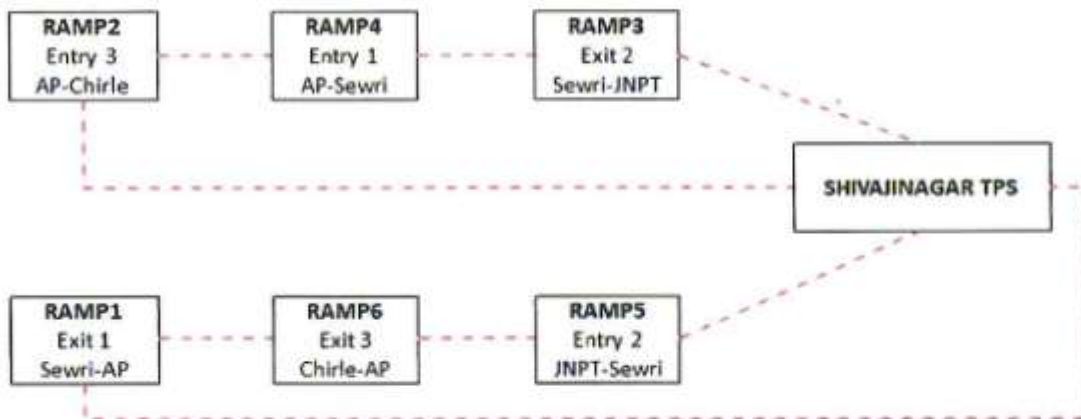 RAMP2
Entry 3
AP-Chirle
RAMP4
Entry 1
AP-Sewri
RAMP3
Exit 2
Sewri-JNPT
SHIVAJINAGAR TPS
RAMP1
Exit 1
Sewri-AP
RAMP6
Exit 3
Chirle-AP
RAMP5
Entry 2
JNPT-Sewri